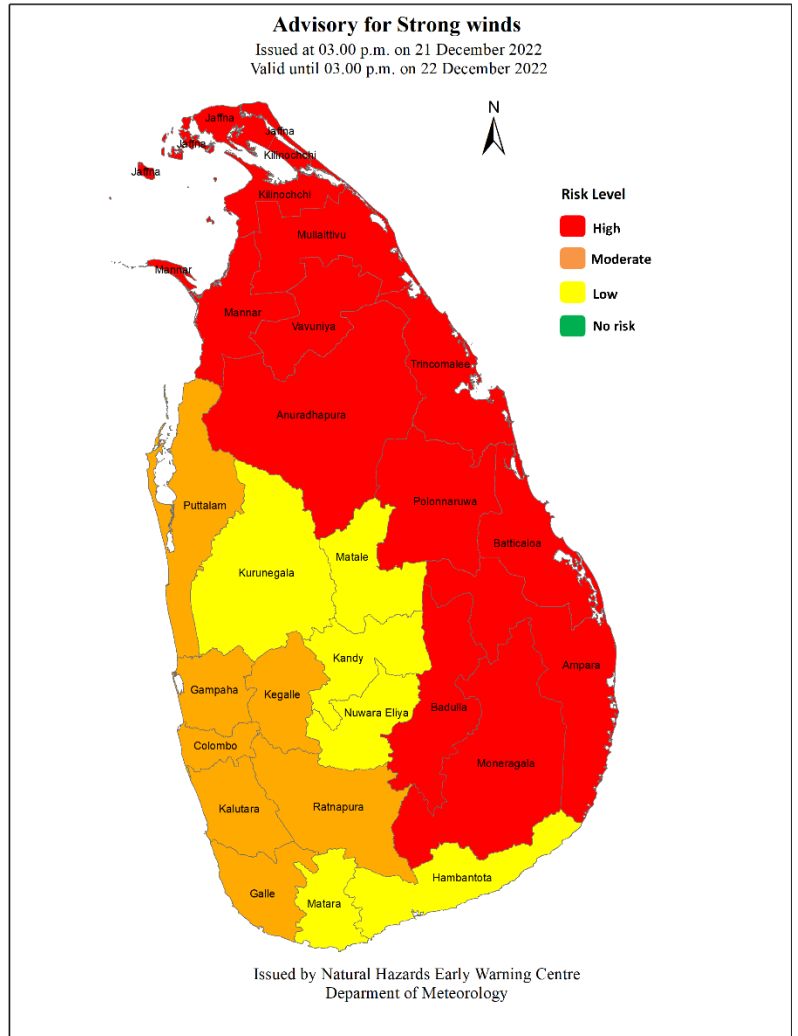 Advisory for Strong winds
Issued at 03.00 p.m. on 21 December 2022
Valid until 03.00 p.m. on 22 December 2022
N
Jaffna
Jaffna
Jaffna
Kilinochchi
Jaffna
Kilinochchi
Mullaittivu
Mannar
Mannar
Vavuniya
Trincomalee
Anuradhapura
Puttalam
Polonnaruwa
Batticaloa
Matale
Kurunegala
Kandy
Ampara
Gampaha
Kegalle
Nuwara Eliya
Badulla
Colombo
Moneragala
Kalutara
Ratnapura
Hambantota
Galle
Matara
Risk Level
High
Moderate
Low
No risk
Issued by Natural Hazards Early Warning Centre
Deparment of Meteorology